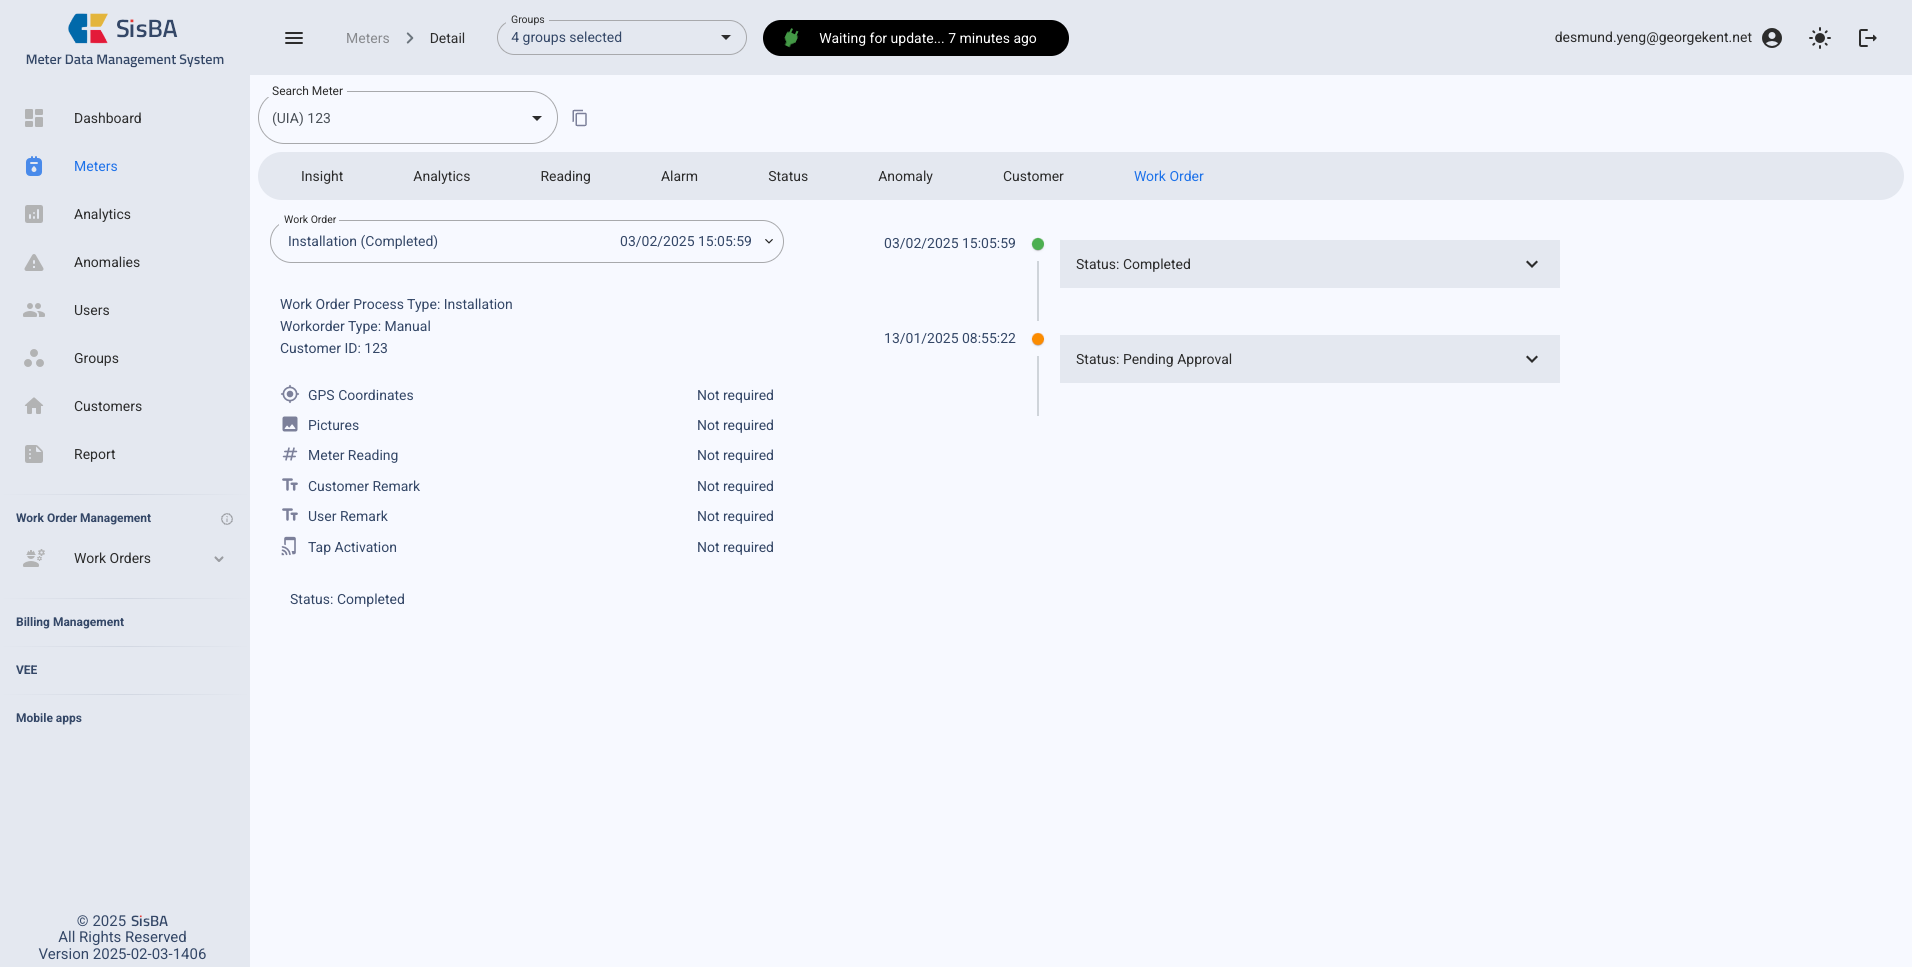 SisBA
Meter Data Management System
Dashboard
Meters
Analytics
Anomalies
Users
Groups
Customers
Report
Work Order Management
Work Orders
Billing Management
VEE
Mobile apps
© 2025 SisBA
All Rights Reserved
Version 2025-02-03-1406
Meters > Detail
Groups
4 groups selected
Waiting for update... 7 minutes ago
desmund.yeng@georgekent.net
Search Meter
(UIA) 123
Insight Analytics Reading Alarm Status Anomaly Customer Work Order
Work Order
Installation (Completed) 03/02/2025 15:05:59
Work Order Process Type: Installation
Workorder Type: Manual
Customer ID: 123
GPS Coordinates Not required
Pictures Not required
Meter Reading Not required
Customer Remark Not required
User Remark Not required
Tap Activation Not required
Status: Completed
03/02/2025 15:05:59
Status: Completed
13/01/2025 08:55:22
Status: Pending Approval